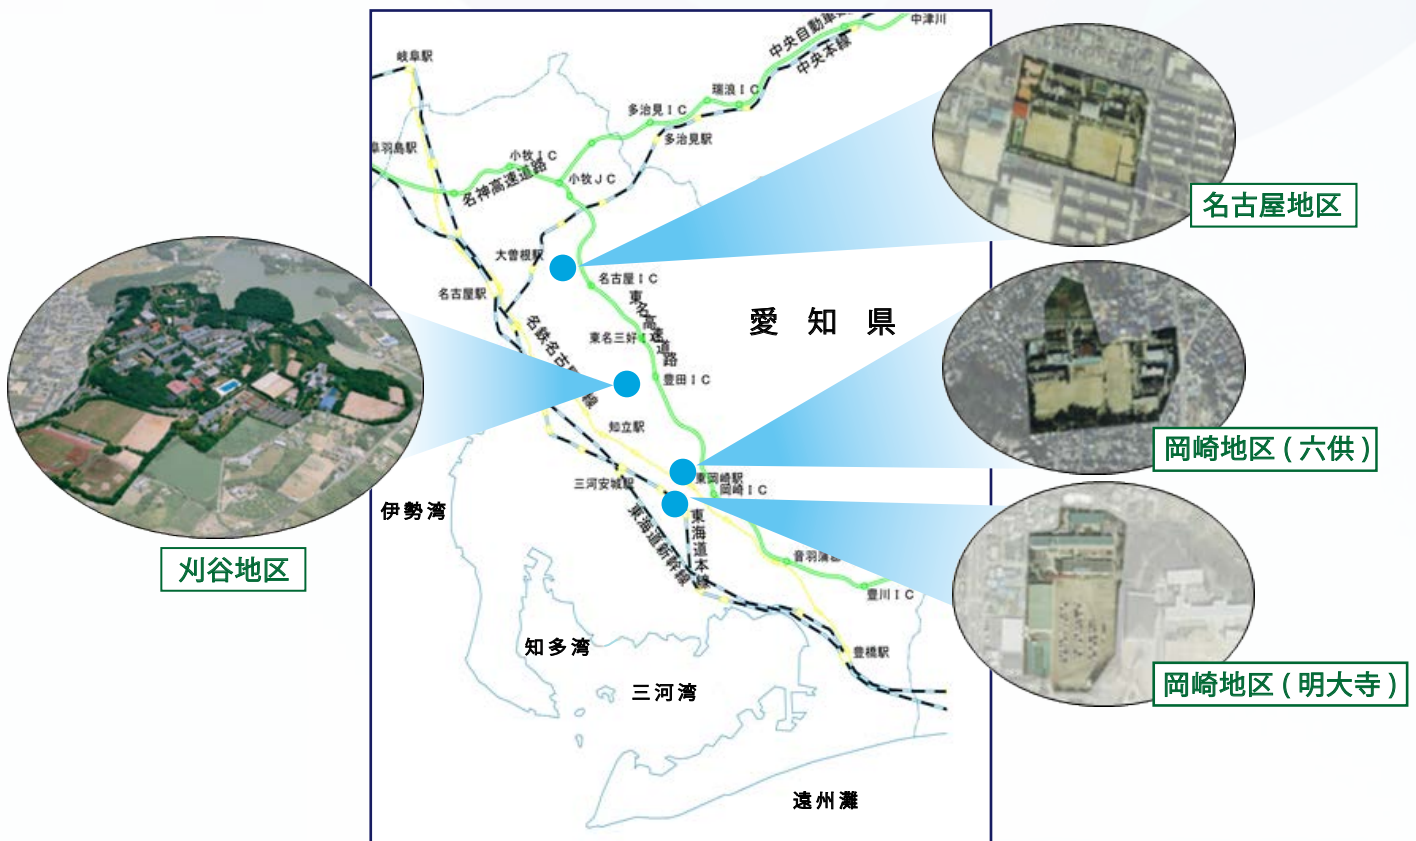 中央自動車
中津川
中央本線
岐阜駅
瑞浪ＩＣ
多治見ＩＣ
多治見駅
阜羽島駅
小牧ＩＣ
名神高速道路
小牧ＪＣ
名古屋地区
大曽根駅
名古屋ＩＣ
名古屋駅
東名高速道路
愛知県
名鉄名古屋
線
東名三好Ｉ
豊田ＩＣ
知立駅
岡崎地区(六供)
東岡崎駅
三河安城駅
岡崎ＩＣ
伊勢湾
東海道新幹線
東海道本線
刈谷地区
音羽蒲
豊川ＩＣ
知多湾
豊橋駅
三河湾
岡崎地区(明大寺)
遠州灘